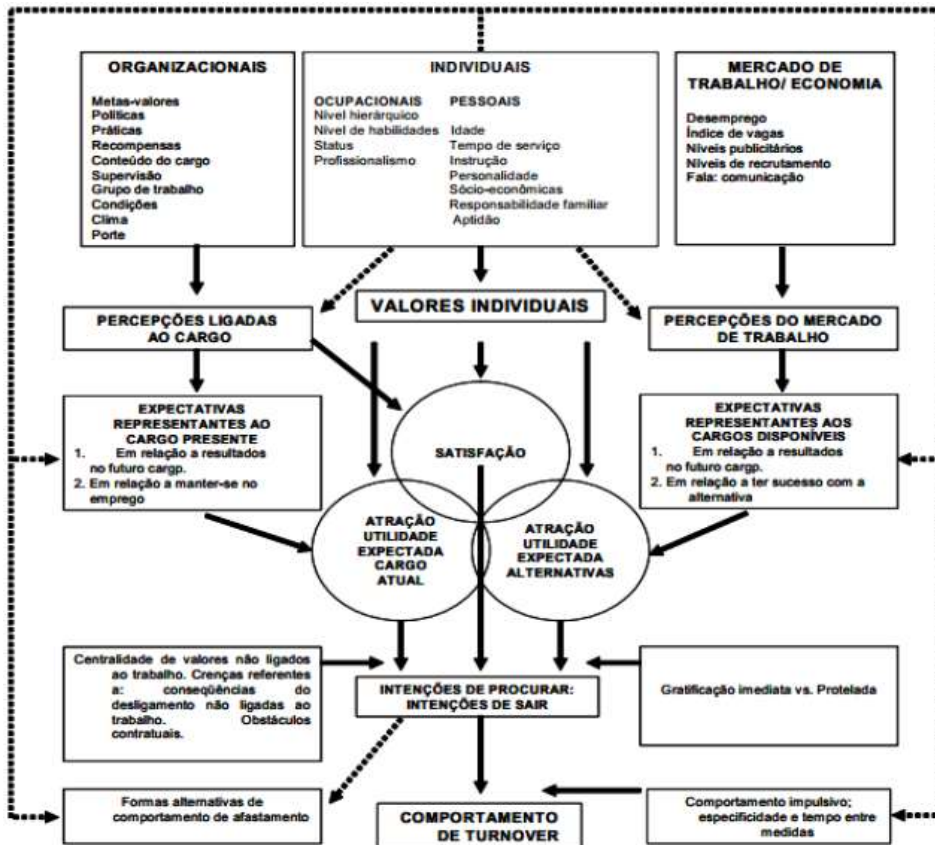 ORGANIZACIONAIS
Metas-valores
Políticas
Práticas
Recompensas
Conteúdo do cargo
Supervisão
Grupo de trabalho
Condições
Clima
Porte
INDIVIDUAIS
OCUPACIONAIS
Nível hierárquico
Nível de habilidades
Status
Profissionalismo
PESSOAIS
Idade
Tempo de serviço
Instrução
Personalidade
Sócio-econômicas
Responsabilidade familiar
Aptidão
MERCADO DE
TRABALHO/ ECONOMIA
Desemprego
Índice de vagas
Níveis publicitários
Níveis de recrutamento
Fala: comunicação
PERCEPÇÕES LIGADAS
AO CARGO
VALORES INDIVIDUAIS
PERCEPÇÕES DO MERCADO
DE TRABALHO
EXPECTATIVAS
REPRESENTANTES AO
CARGO PRESENTE
1. Em relação a resultados
no futuro cargp.
2. Em relação a manter-se no
emprego
SATISFAÇÃO
EXPECTATIVAS
REPRESENTANTES AOS
CARGOS DISPONÍVEIS
1. Em relação a resultados
no futuro cargp.
2. Em relação a ter sucesso com a
alternativa
ATRAÇÃO
UTILIDADE
EXPECTADA
CARGO
ATUAL
ATRAÇÃO
UTILIDADE
EXPECTADA
ALTERNATIVAS
Centralidade de valores não ligados
ao trabalho. Crenças referentes
a: conseqüências do
desligamento não ligadas ao
trabalho. Obstáculos
contratuais.
INTENÇÕES DE PROCURAR:
INTENÇÕES DE SAIR
Gratificação imediata vs. Protelada
Formas alternativas de
comportamento de afastamento
COMPORTAMENTO
DE TURNOVER
Comportamento impulsivo;
especificidade e tempo entre
medidas